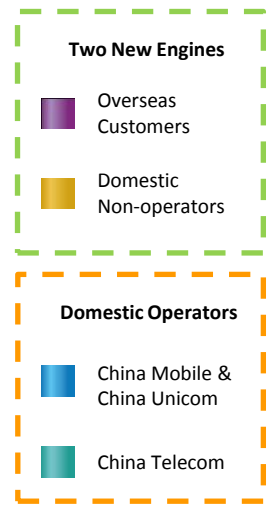 Two New Engines
Overseas
Customers
Domestic
Non-operators
Domestic Operators
China Mobile &
China Unicom
China Telecom